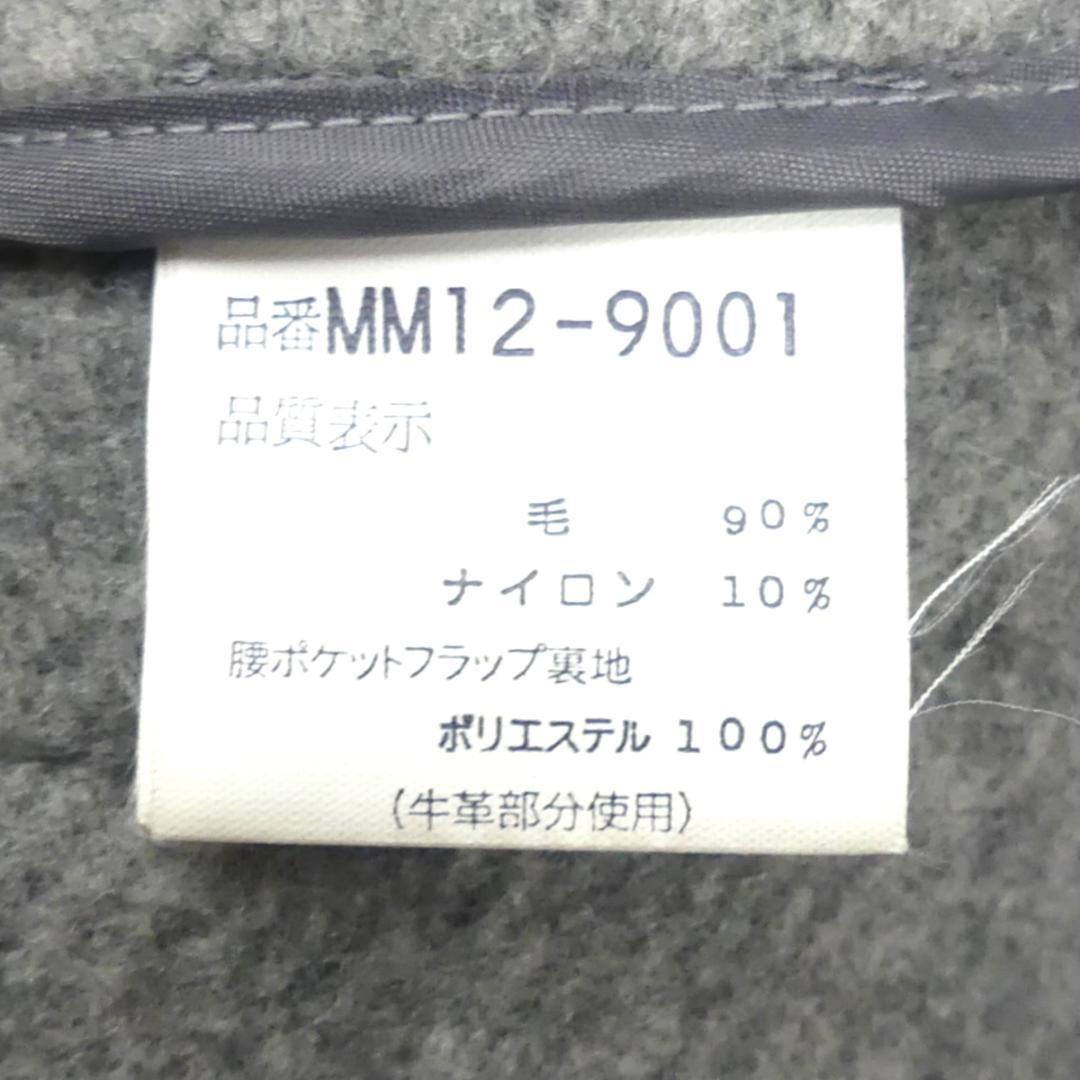 品番MM12-9001
品質表示
毛 90%
ナイロン 10%
腰ポケットフラップ裏地
ポリエステル 100%
(牛革部分使用)